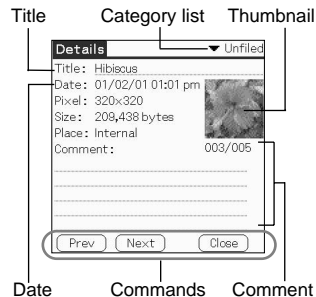 Title Category list Thumbnail
Details ▼ Unfiled
Title: Hibiscus
Date: 01/02/01 01:01 pm
Pixel: 320×320
Size: 209,438 bytes
Place: Internal
Comment: 003/005
Prev Next Close
Date Commands Comment